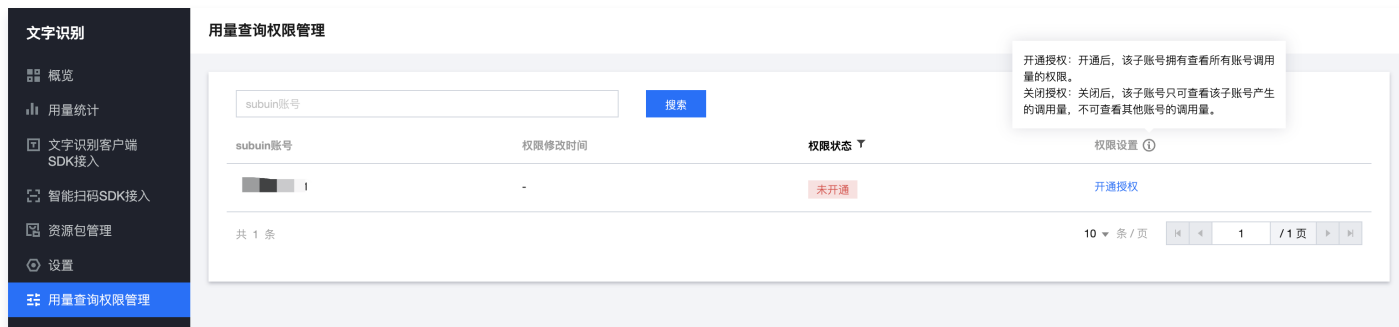 文字识别
概览
用量统计
文字识别客户端
SDK接入
智能扫码SDK接入
资源包管理
设置
用量查询权限管理
用量查询权限管理
开通授权：开通后，该子账号拥有查看所有账号调用
量的权限。
关闭授权：关闭后，该子账号只可查看该子账号产生
的调用量，不可查看其他账号的调用量。
subuin账号
搜索
subuin账号 权限修改时间 权限状态 权限设置
- 未开通 开通授权
共 1 条 10 条 / 页 1 / 1 页